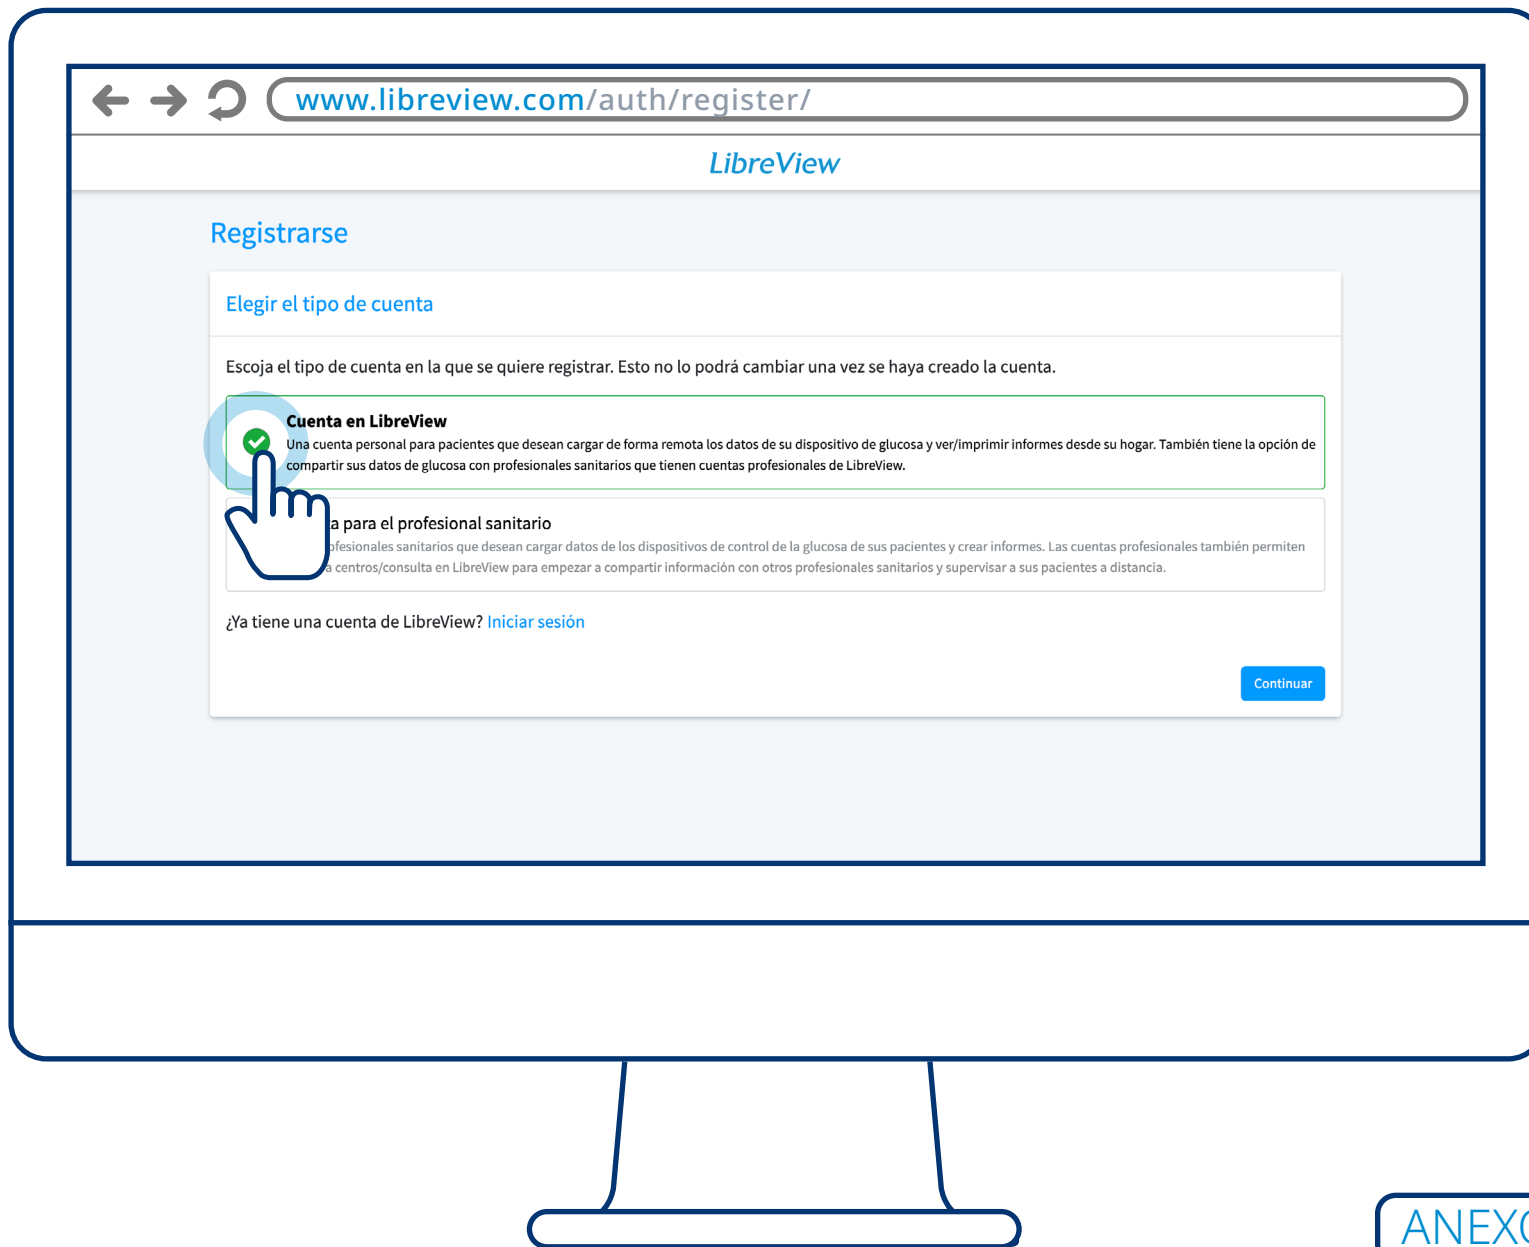 www.libreview.com/auth/register/
LibreView
Registrarse
Elegir el tipo de cuenta
Escoja el tipo de cuenta en la que se quiere registrar. Esto no lo podrá cambiar una vez se haya creado la cuenta.
Cuenta en LibreView
Una cuenta personal para pacientes que desean cargar de forma remota los datos de su dispositivo de glucosa y ver/imprimir informes desde su hogar. También tiene la opción de
compartir sus datos de glucosa con profesionales sanitarios que tienen cuentas profesionales de LibreView.
para el profesional sanitario
sanitarios que desean cargar datos de los dispositivos de control de la glucosa de sus pacientes y crear informes. Las cuentas profesionales también permiten
a centros/consulta en LibreView para empezar a compartir información con otros profesionales sanitarios y supervisar a sus pacientes a distancia.
¿Ya tiene una cuenta de LibreView? Iniciar sesión
Continuar
ANEXO